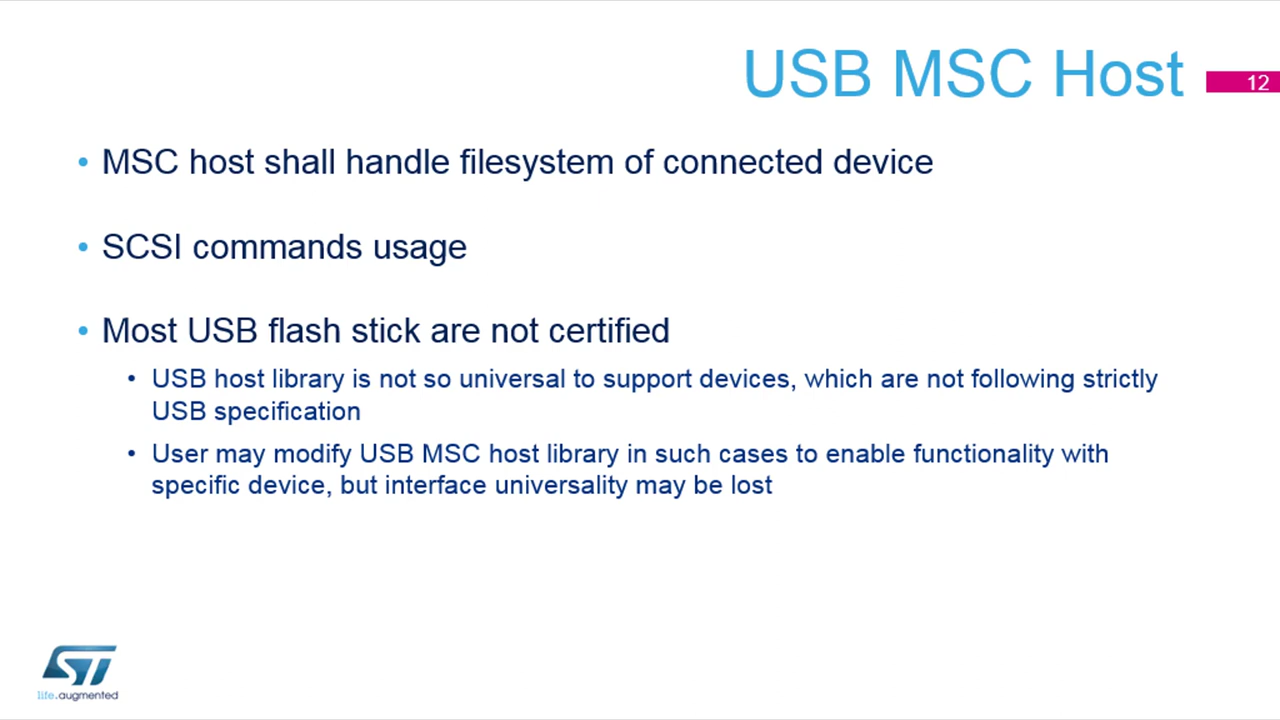 USB MSC Host
12
• MSC host shall handle filesystem of connected device
• SCSI commands usage
• Most USB flash stick are not certified
• USB host library is not so universal to support devices, which are not following strictly
USB specification
• User may modify USB MSC host library in such cases to enable functionality with
specific device, but interface universality may be lost
ST
life.augmented